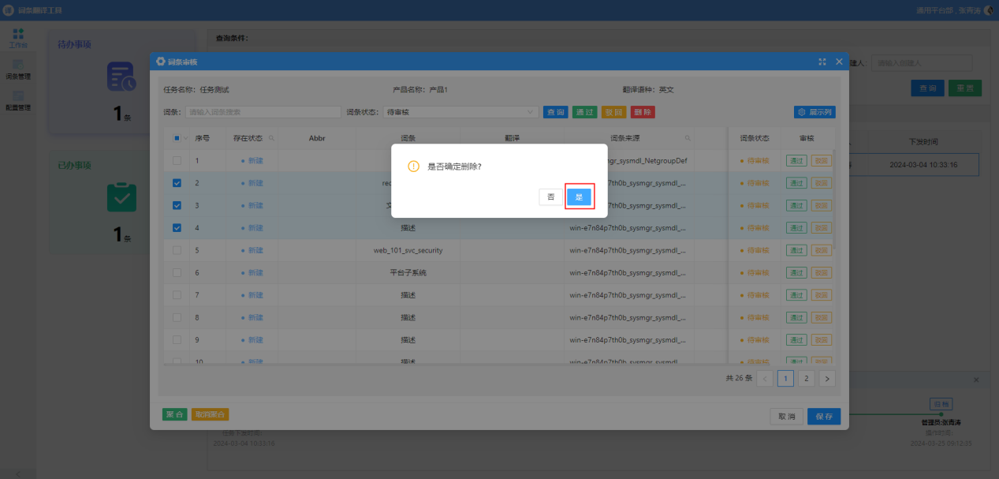 词条翻译工具
通用平台部_张青涛
工作台
词条管理
配置管理
待办事项
1条
已办事项
1条
查询条件:
建人
请输入创建人
查询 重置
下发时间
2024-03-04 10:33:16
词条审核
任务名称: 任务测试 产品名称: 产品1 翻译语种: 英文
词条: 请输入词条搜索 词条状态: 待审核 查询 通过 驳回 删除 展示列
序号 存在状态 Abbr 词条 翻译 词条来源 词条状态 审核
1 新建 gr_sysmdl_NetgroupDef 待审核 通过 驳回
2 新建 rec 7th0b_sysmgr_sysmdl_... 待审核 通过 驳回
3 新建 文 7th0b_sysmgr_sysmdl_... 待审核 通过 驳回
4 新建 描述 win-e7n84p7th0b_sysmgr_sysmdl_... 待审核 通过 驳回
5 新建 web_101_svc_security win-e7n84p7th0b_sysmgr_sysmdl_... 待审核 通过 驳回
6 新建 平台子系统 win-e7n84p7th0b_sysmgr_sysmdl_... 待审核 通过 驳回
7 新建 描述 win-e7n84p7th0b_sysmgr_sysmdl_... 待审核 通过 驳回
8 新建 描述 win-e7n84p7th0b_sysmgr_sysmdl_... 待审核 通过 驳回
9 新建 描述 win-e7n84p7th0b_sysmgr_sysmdl_... 待审核 通过 驳回
10 新建 描述 win-e7n84p7th0b_sysmgr_sysmdl_... 待审核 通过 驳回
是否确定删除?
否 是
共 26 条 1 2
聚合 取消聚合
取消 保存
任务下发时间:
2024-03-04 10:33:16
管理员:张青涛
操作时间:
2024-03-25 09:12:35